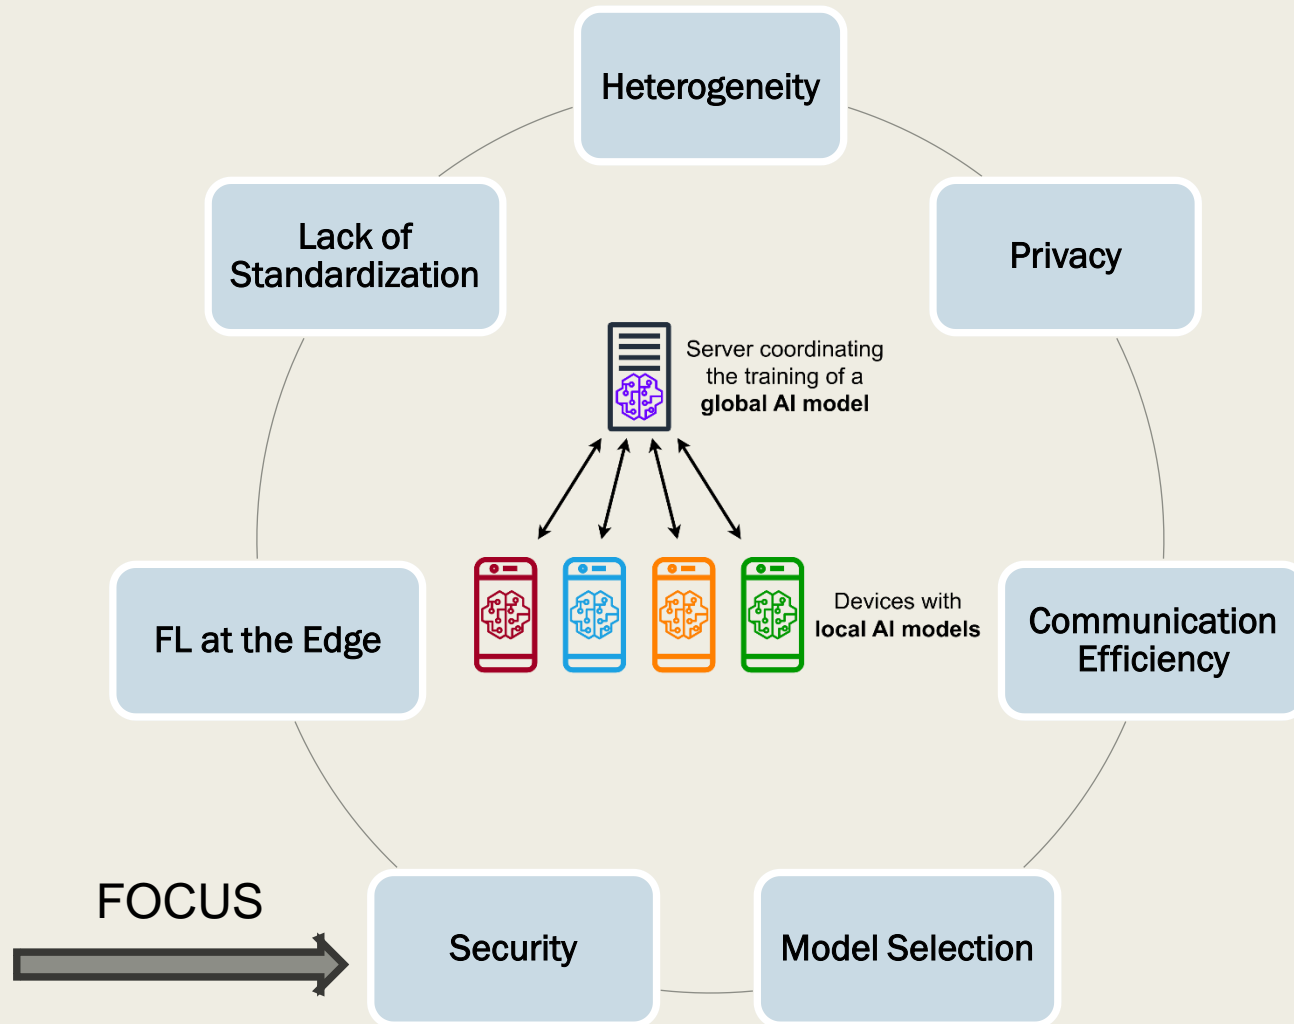 Heterogeneity
Lack of
Standardization
Privacy
Server coordinating
the training of a
global AI model
FL at the Edge
Devices with
local AI models
Communication
Efficiency
FOCUS
Security
Model Selection